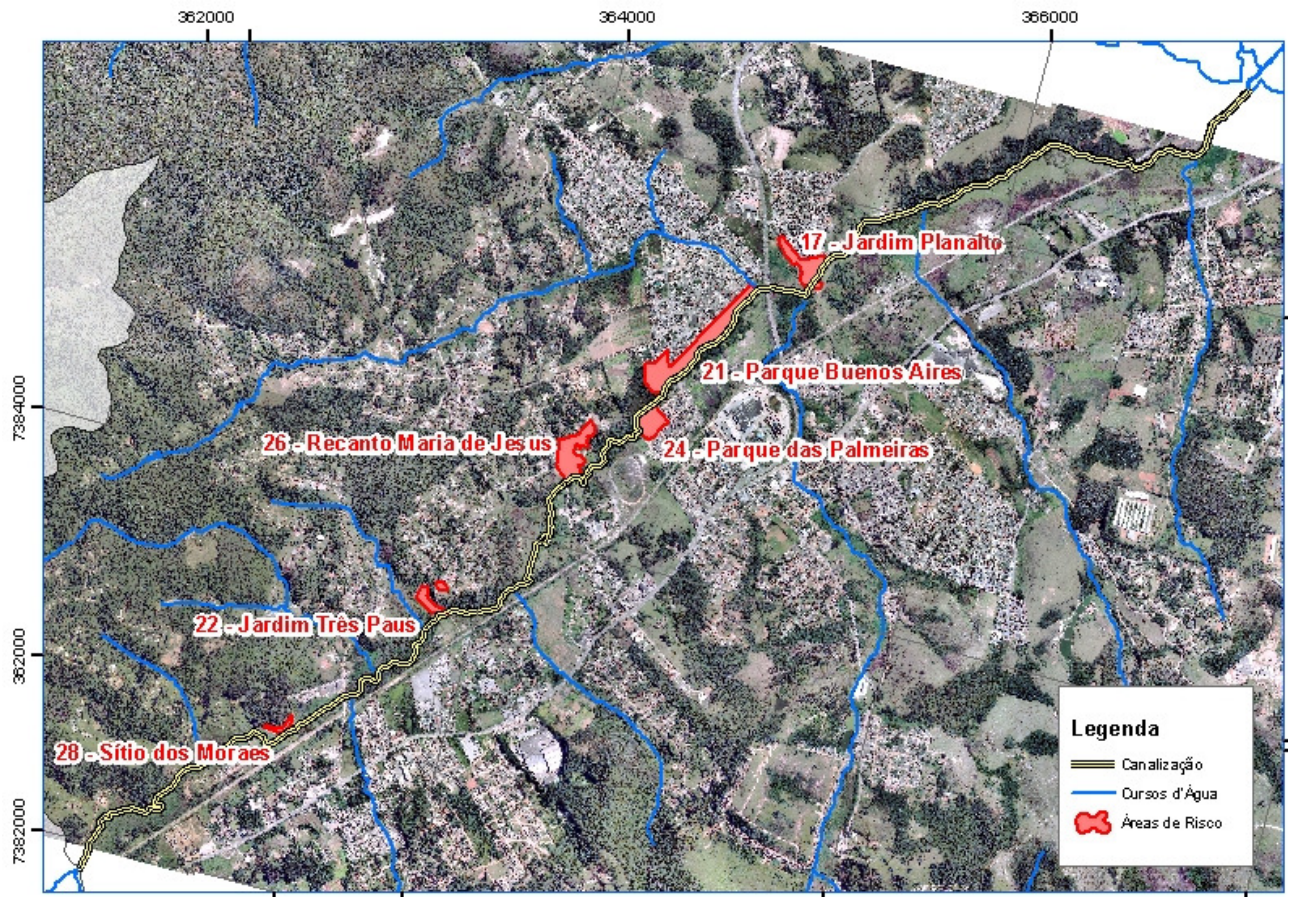 362000
364000
366000
17 - Jardim Planalto
21 - Parque Buenos Aires
7384000
26 - Recanto Maria de Jesus
24 - Parque das Palmeiras
22 - Jardim Três Paus
362000
28 - Sítio dos Moraes
7382000
Legenda
Canalização
Cursos d'Água
Áreas de Risco